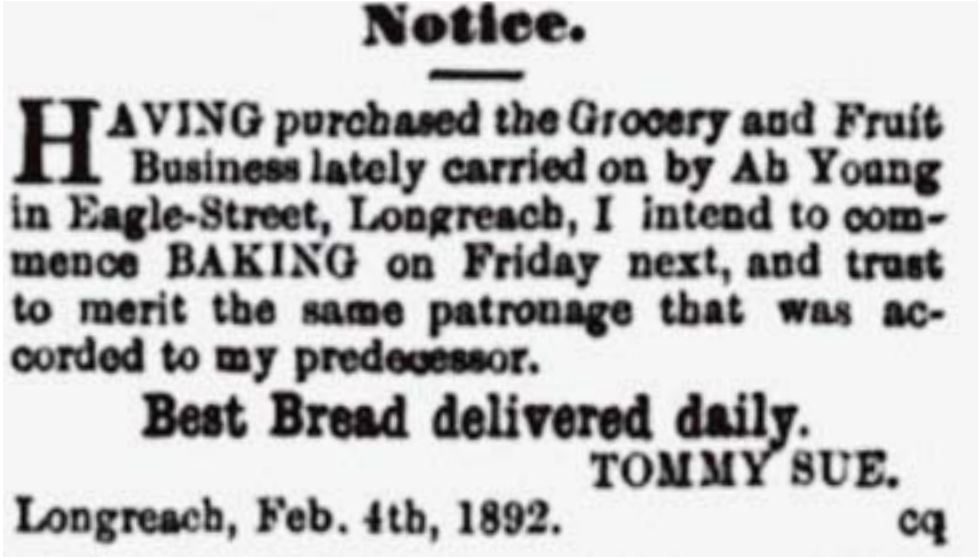 Notice.
HAVING purchased the Grocery and Fruit
Business lately carried on by Ah Young
in Eagle-Street, Longreach, I intend to com-
mence BAKING on Friday next, and trust
to merit the same patronage that was ac-
corded to my predecessor.
Best Bread delivered daily.
TOMMY SUE.
Longreach, Feb. 4th, 1892. cq